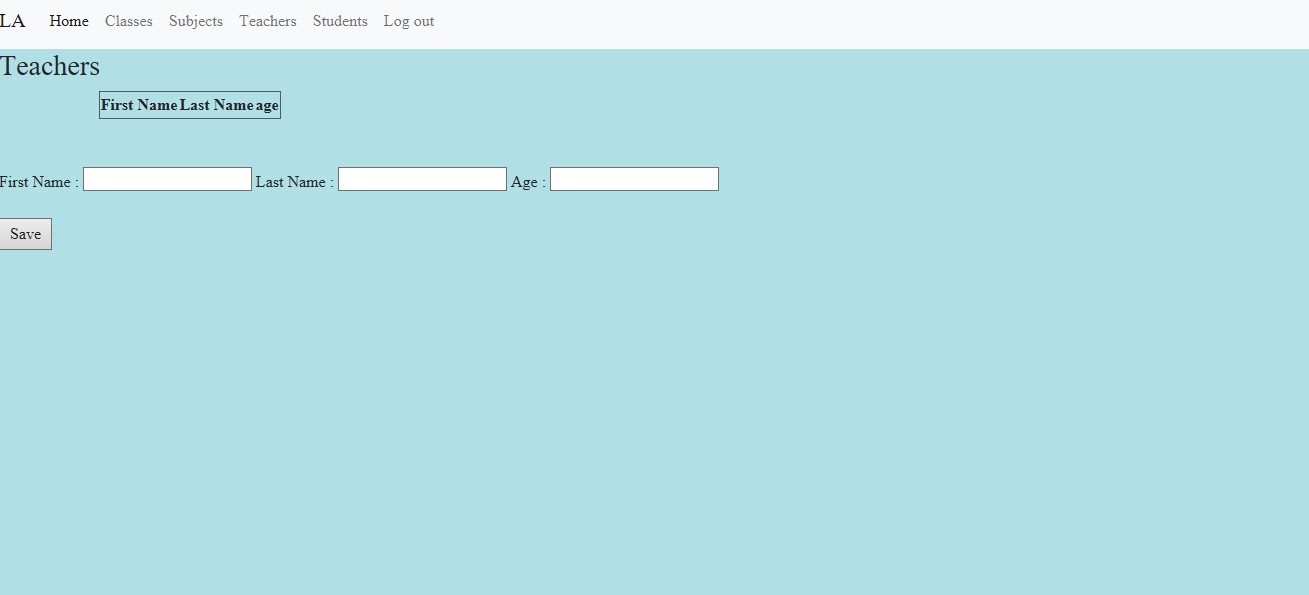 LA Home Classes Subjects Teachers Students Log out
Teachers
First Name Last Name age
First Name : Last Name : Age :
Save